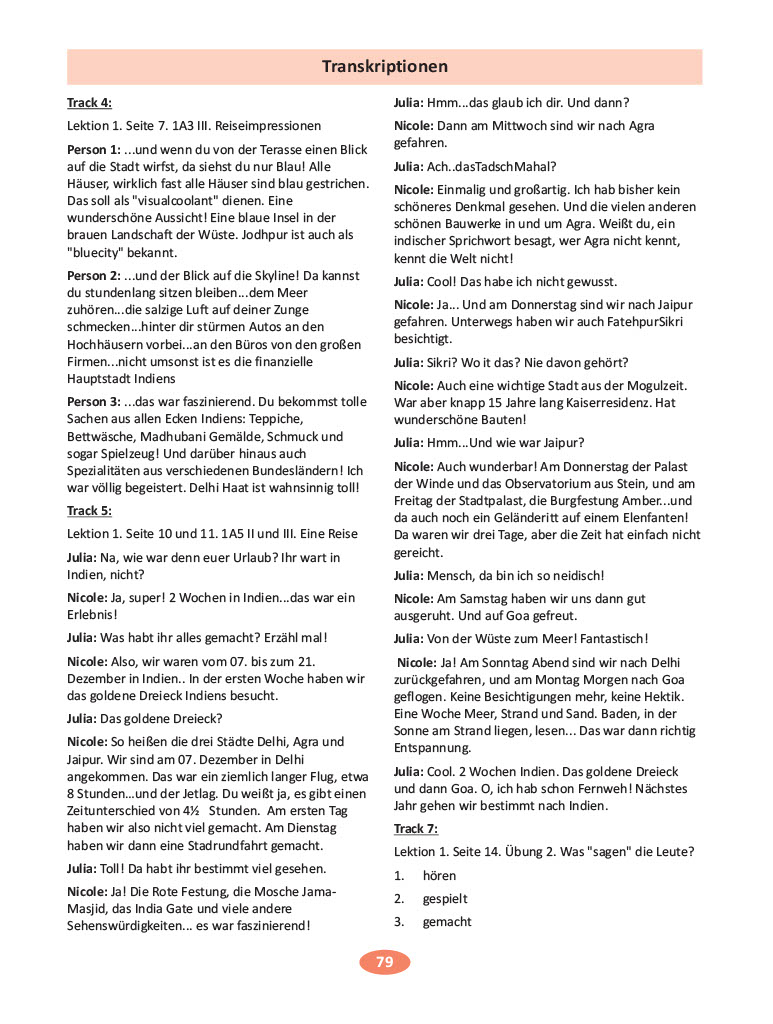 Transkriptionen
Track 4:
Lektion 1. Seite 7. 1A3 III. Reiseimpressionen
Person 1: ...und wenn du von der Terasse einen Blick
auf die Stadt wirfst, da siehst du nur Blau! Alle
Häuser, wirklich fast alle Häuser sind blau gestrichen.
Das soll als "visualcoolant" dienen. Eine
wunderschöne Aussicht! Eine blaue Insel in der
brauen Landschaft der Wüste. Jodhpur ist auch als
"bluecity" bekannt.
Person 2: ...und der Blick auf die Skyline! Da kannst
du stundenlang sitzen bleiben...dem Meer
zuhören...die salzige Luft auf deiner Zunge
schmecken...hinter dir stürmen Autos an den
Hochhäusern vorbei...an den Büros von den großen
Firmen...nicht umsonst ist es die finanzielle
Hauptstadt Indiens
Person 3: ...das war faszinierend. Du bekommst tolle
Sachen aus allen Ecken Indiens: Teppiche,
Bettwäsche, Madhubani Gemälde, Schmuck und
sogar Spielzeug! Und darüber hinaus auch
Spezialitäten aus verschiedenen Bundesländern! Ich
war völlig begeistert. Delhi Haat ist wahnsinnig toll!
Track 5:
Lektion 1. Seite 10 und 11. 1A5 II und III. Eine Reise
Julia: Na, wie war denn euer Urlaub? Ihr wart in
Indien, nicht?
Nicole: Ja, super! 2 Wochen in Indien...das war ein
Erlebnis!
Julia: Was habt ihr alles gemacht? Erzähl mal!
Nicole: Also, wir waren vom 07. bis zum 21.
Dezember in Indien.. In der ersten Woche haben wir
das goldene Dreieck Indiens besucht.
Julia: Das goldene Dreieck?
Nicole: So heißen die drei Städte Delhi, Agra und
Jaipur. Wir sind am 07. Dezember in Delhi
angekommen. Das war ein ziemlich langer Flug, etwa
8 Stunden...und der Jetlag. Du weißt ja, es gibt einen
Zeitunterschied von 4½ Stunden. Am ersten Tag
haben wir also nicht viel gemacht. Am Dienstag
haben wir dann eine Stadrundfahrt gemacht.
Julia: Toll! Da habt ihr bestimmt viel gesehen.
Nicole: Ja! Die Rote Festung, die Mosche Jama-
Masjid, das India Gate und viele andere
Sehenswürdigkeiten... es war faszinierend!
Julia: Hmm...das glaub ich dir. Und dann?
Nicole: Dann am Mittwoch sind wir nach Agra
gefahren.
Julia: Ach..dasTadschMahal?
Nicole: Einmalig und großartig. Ich hab bisher kein
schöneres Denkmal gesehen. Und die vielen anderen
schönen Bauwerke in und um Agra. Weißt du, ein
indischer Sprichwort besagt, wer Agra nicht kennt,
kennt die Welt nicht!
Julia: Cool! Das habe ich nicht gewusst.
Nicole: Ja... Und am Donnerstag sind wir nach Jaipur
gefahren. Unterwegs haben wir auch FatehpurSikri
besichtigt.
Julia: Sikri? Wo it das? Nie davon gehört?
Nicole: Auch eine wichtige Stadt aus der Mogulzeit.
War aber knapp 15 Jahre lang Kaiserresidenz. Hat
wunderschöne Bauten!
Julia: Hmm...Und wie war Jaipur?
Nicole: Auch wunderbar! Am Donnerstag der Palast
der Winde und das Observatorium aus Stein, und am
Freitag der Stadtpalast, die Burgfestung Amber...und
da auch noch ein Geländeritt auf einem Elenfanten!
Da waren wir drei Tage, aber die Zeit hat einfach nicht
gereicht.
Julia: Mensch, da bin ich so neidisch!
Nicole: Am Samstag haben wir uns dann gut
ausgeruht. Und auf Goa gefreut.
Julia: Von der Wüste zum Meer! Fantastisch!
Nicole: Ja! Am Sonntag Abend sind wir nach Delhi
zurückgefahren, und am Montag Morgen nach Goa
geflogen. Keine Besichtigungen mehr, keine Hektik.
Eine Woche Meer, Strand und Sand. Baden, in der
Sonne am Strand liegen, lesen... Das war dann richtig
Entspannung.
Julia: Cool. 2 Wochen Indien. Das goldene Dreieck
und dann Goa. O, ich hab schon Fernweh! Nächstes
Jahr gehen wir bestimmt nach Indien.
Track 7:
Lektion 1. Seite 14. Übung 2. Was "sagen" die Leute?
1. hören
2. gespielt
3. gemacht
79